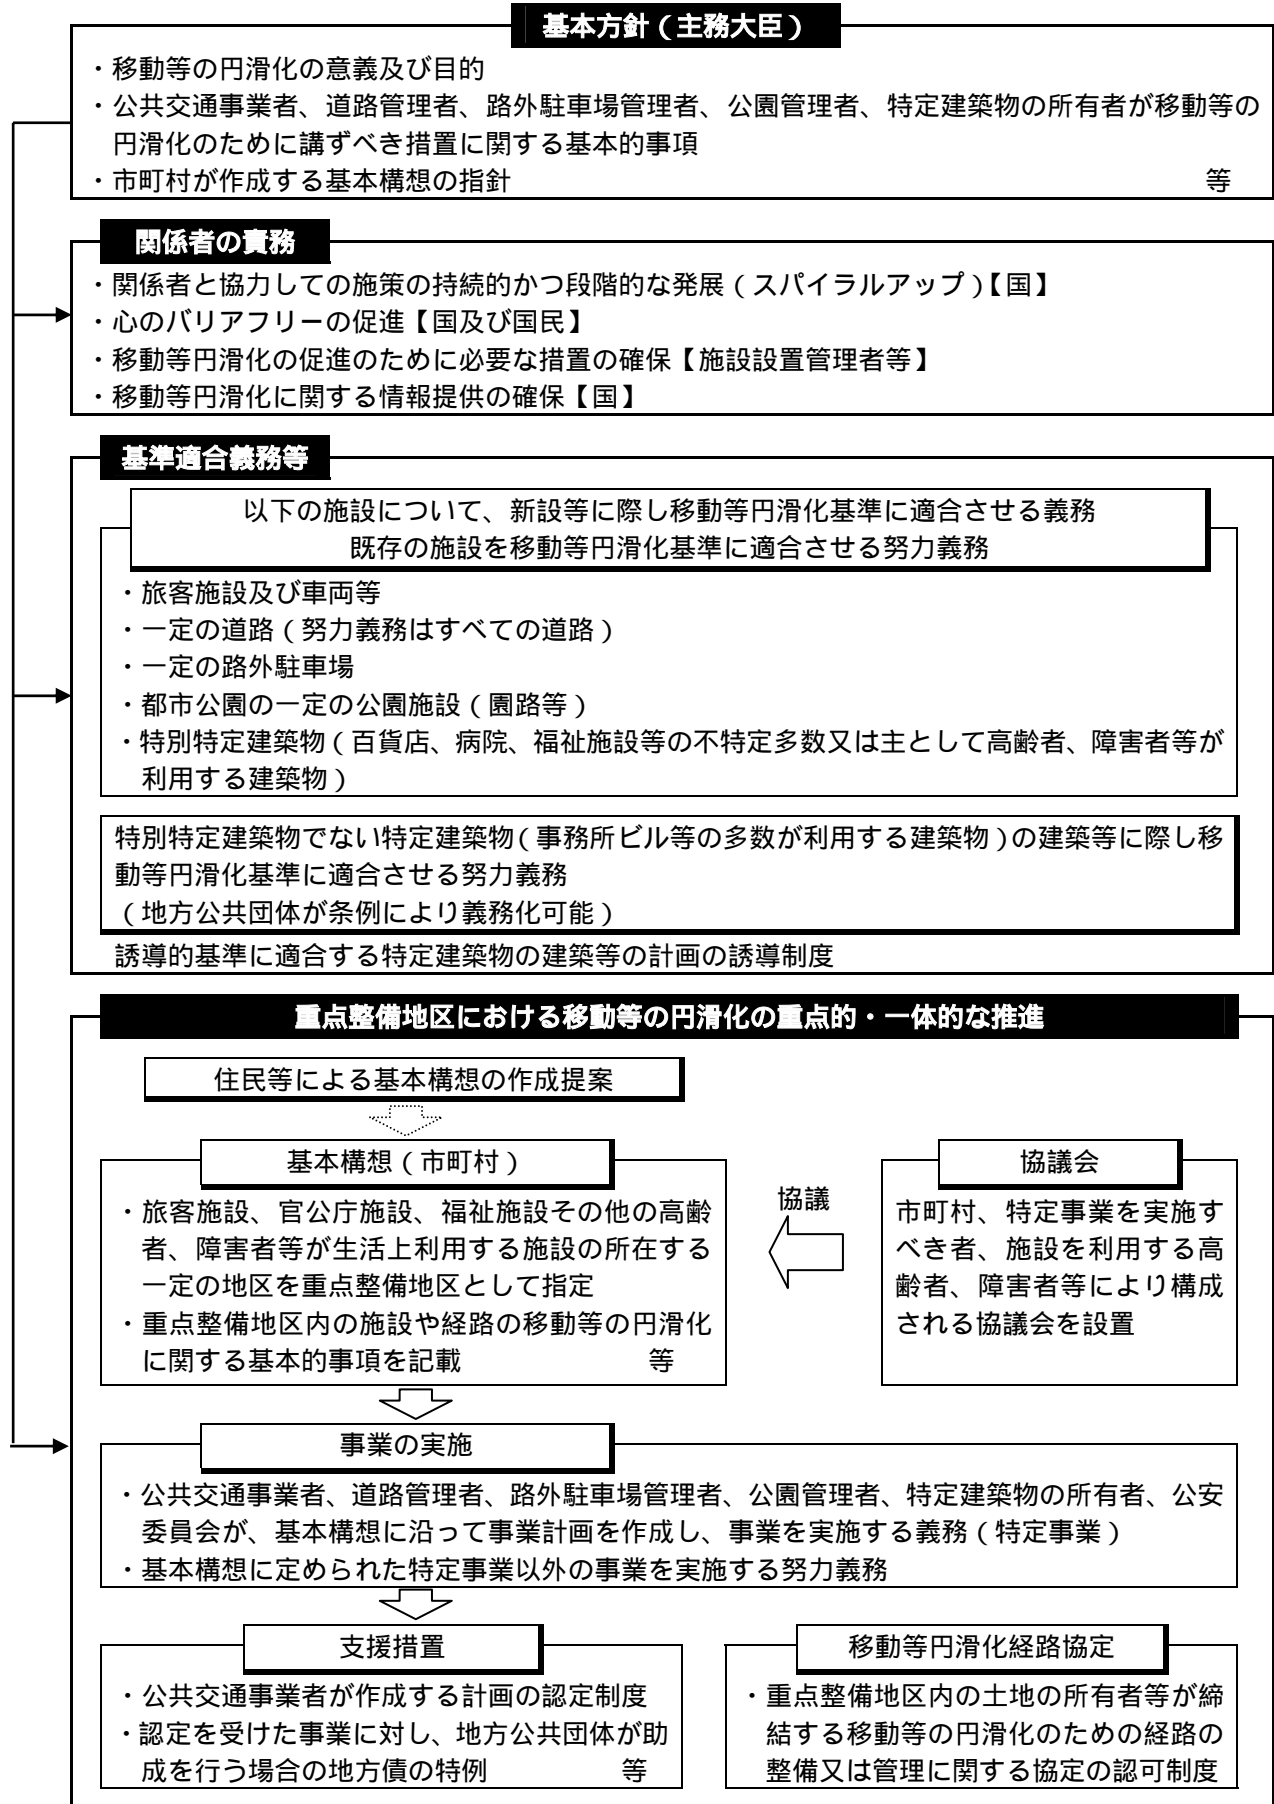 基本方針（主務大臣）
・移動等の円滑化の意義及び目的
・公共交通事業者、道路管理者、路外駐車場管理者、公園管理者、特定建築物の所有者が移動等の
円滑化のために講ずべき措置に関する基本的事項
・市町村が作成する基本構想の指針　等
関係者の責務
・関係者と協力しての施策の持続的かつ段階的な発展（スパイラルアップ）【国】
・心のバリアフリーの促進【国及び国民】
・移動等円滑化の促進のために必要な措置の確保【施設設置管理者等】
・移動等円滑化に関する情報提供の確保【国】
基準適合義務等
以下の施設について、新設等に際し移動等円滑化基準に適合させる義務
既存の施設を移動等円滑化基準に適合させる努力義務
・旅客施設及び車両等
・一定の道路（努力義務はすべての道路）
・一定の路外駐車場
・都市公園の一定の公園施設（園路等）
・特別特定建築物（百貨店、病院、福祉施設等の不特定多数又は主として高齢者、障害者等が
利用する建築物）
特別特定建築物でない特定建築物（事務所ビル等の多数が利用する建築物）の建築等に際し移
動等円滑化基準に適合させる努力義務
（地方公共団体が条例により義務化可能）
誘導的基準に適合する特定建築物の建築等の計画の誘導制度
重点整備地区における移動等の円滑化の重点的・一体的な推進
住民等による基本構想の作成提案
基本構想（市町村）
・旅客施設、官公庁施設、福祉施設その他の高齢
者、障害者等が生活上利用する施設の所在する
一定の地区を重点整備地区として指定
・重点整備地区内の施設や経路の移動等の円滑化
に関する基本的事項を記載　等
協議
協議会
市町村、特定事業を実施す
べき者、施設を利用する高
齢者、障害者等により構成
される協議会を設置
事業の実施
・公共交通事業者、道路管理者、路外駐車場管理者、公園管理者、特定建築物の所有者、公安
委員会が、基本構想に沿って事業計画を作成し、事業を実施する義務（特定事業）
・基本構想に定められた特定事業以外の事業を実施する努力義務
支援措置
・公共交通事業者が作成する計画の認定制度
・認定を受けた事業に対し、地方公共団体が助
成を行う場合の地方債の特例　等
移動等円滑化経路協定
・重点整備地区内の土地の所有者等が締
結する移動等の円滑化のための経路の
整備又は管理に関する協定の認可制度